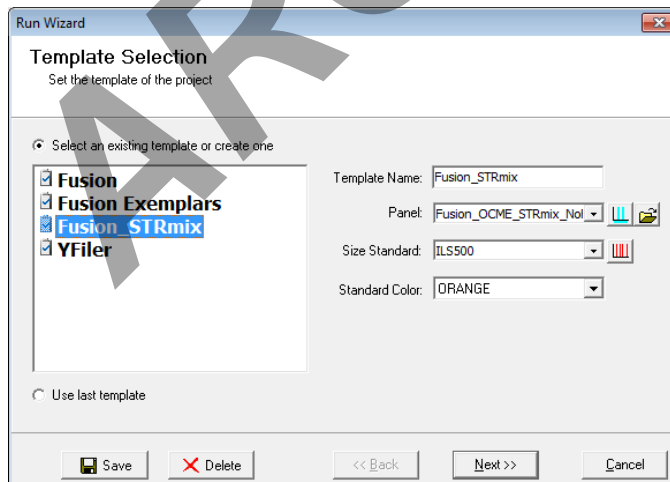 Run Wizard
Template Selection
Set the template of the project
Select an existing template or create one
Fusion
Fusion Exemplars
Fusion_STRmix
YFiler
Template Name: Fusion_STRmix
Panel: Fusion_OCME_STRmix_Nol
Size Standard: ILS500
Standard Color: ORANGE
Use last template
Save Delete << Back Next >> Cancel